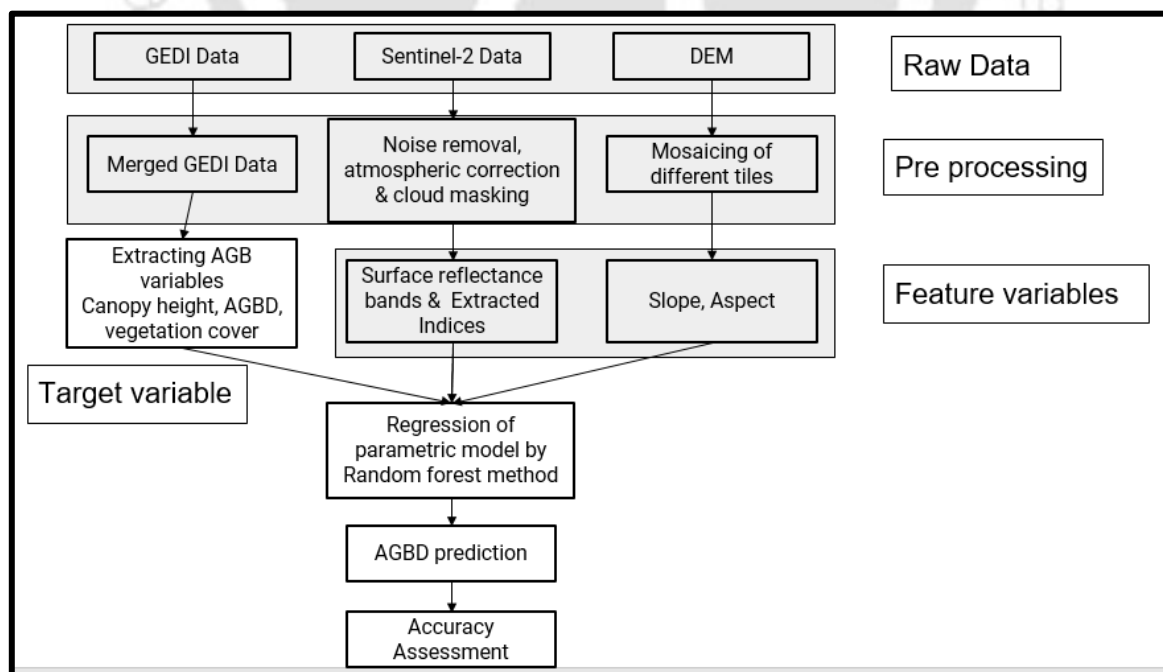 GEDI Data
Sentinel-2 Data
DEM
Raw Data
Merged GEDI Data
Noise removal,
atmospheric correction
& cloud masking
Mosaicing of
different tiles
Pre processing
Extracting AGB
variables
Canopy height, AGBD,
vegetation cover
Surface reflectance
bands & Extracted
Indices
Slope, Aspect
Feature variables
Target variable
Regression of
parametric model by
Random forest method
AGBD prediction
Accuracy
Assessment